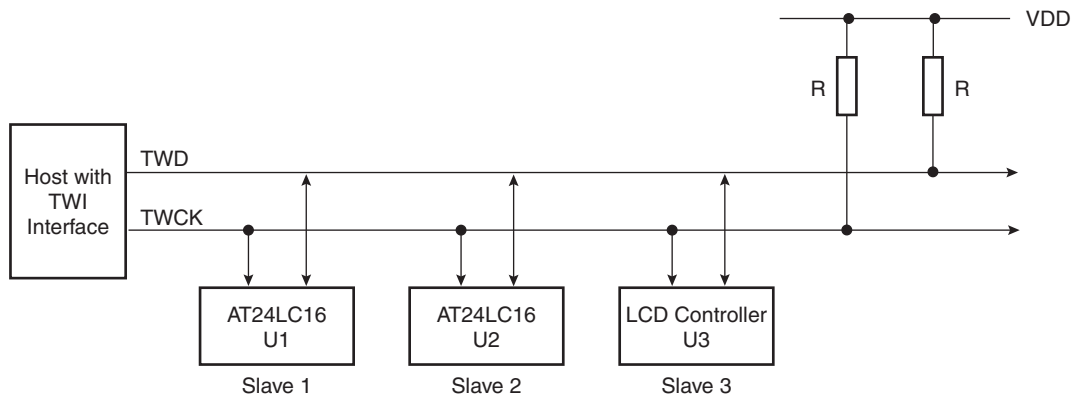 VDD
R
R
Host with
TWI
Interface
TWD
TWCK
AT24LC16
U1
AT24LC16
U2
LCD Controller
U3
Slave 1
Slave 2
Slave 3